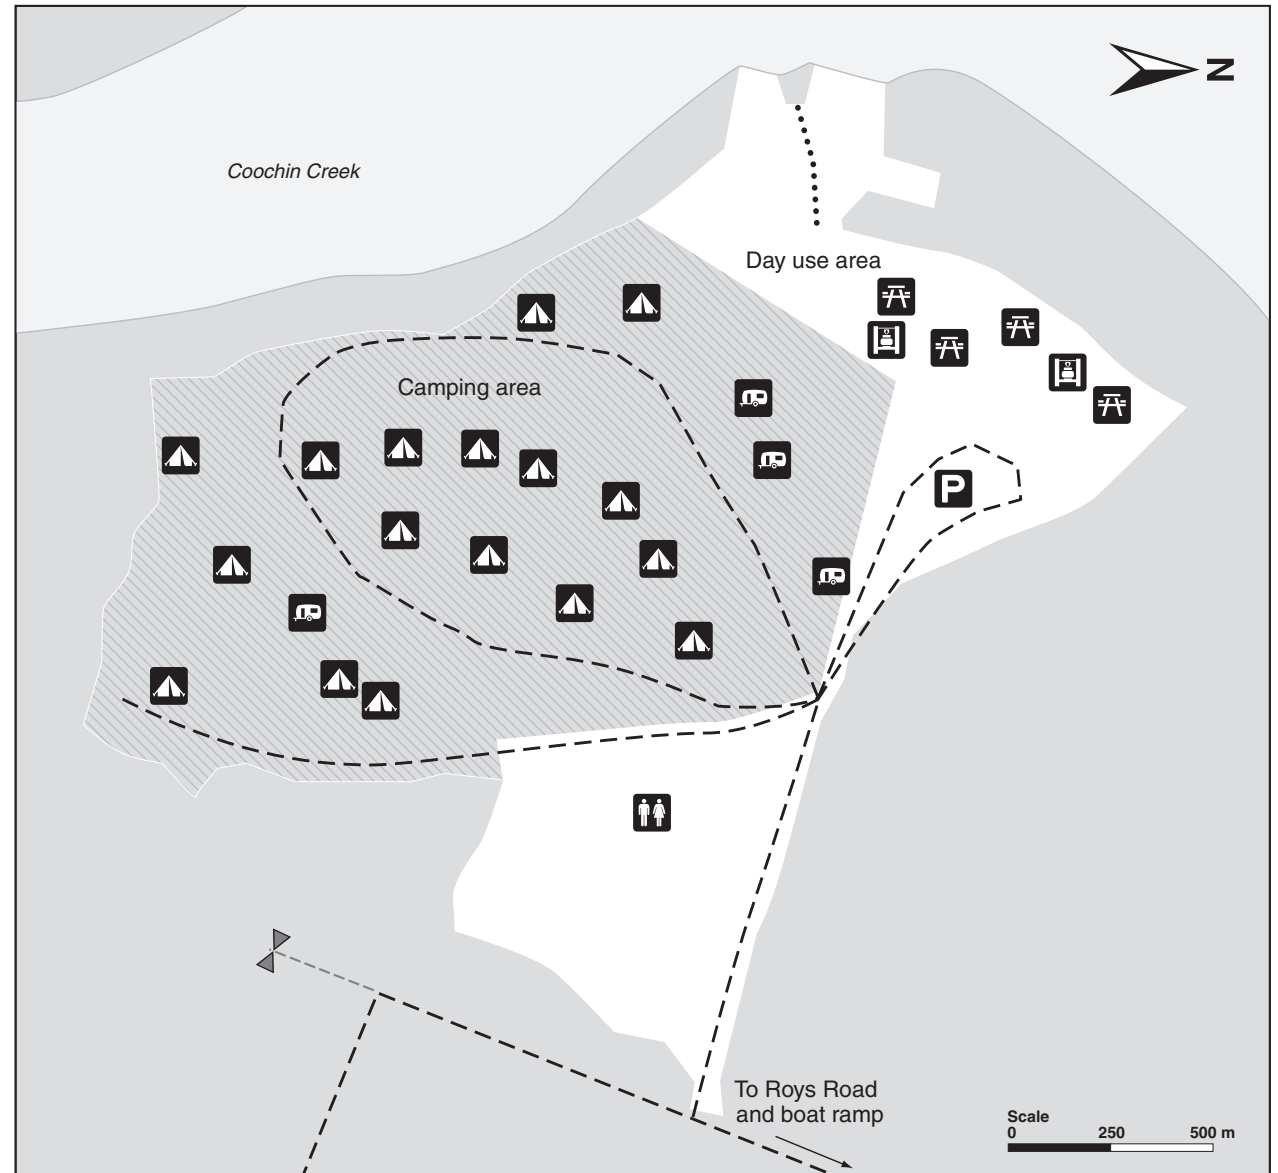 N
Coochin Creek
Day use area
Camping area
P
To Roys Road
and boat ramp
Scale
0 250 500 m